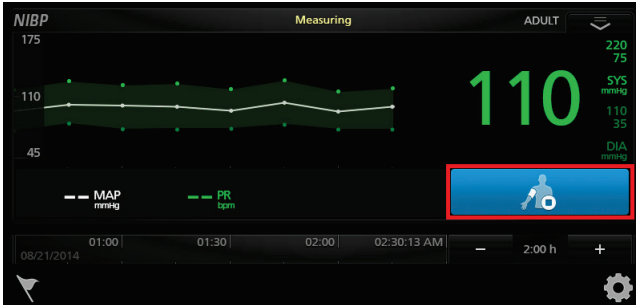 NIBP Measuring ADULT
175
110
45
110
220
75
SYS
mmHg
110
35
DIA
mmHg
-- MAP
mmHg
-- PR
bpm
01:00 01:30 02:00 02:30:13 AM
08/21/2014
− 2:00 h +